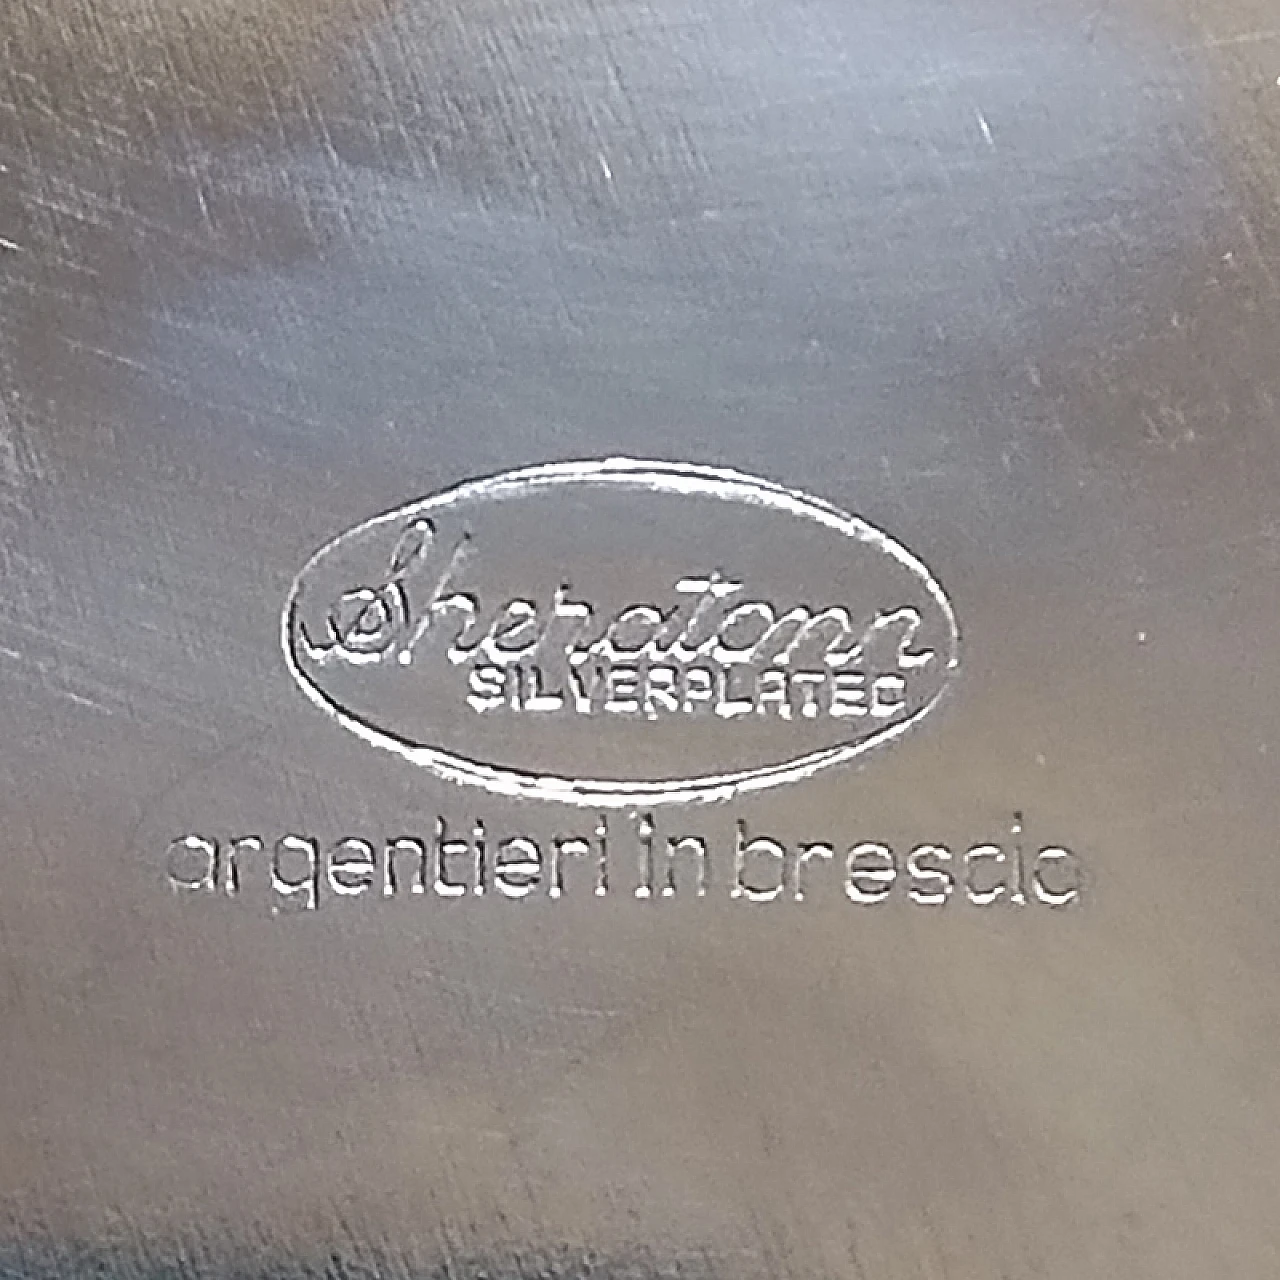 Sheratonn
SILVERPLATED
argentieri in brescia